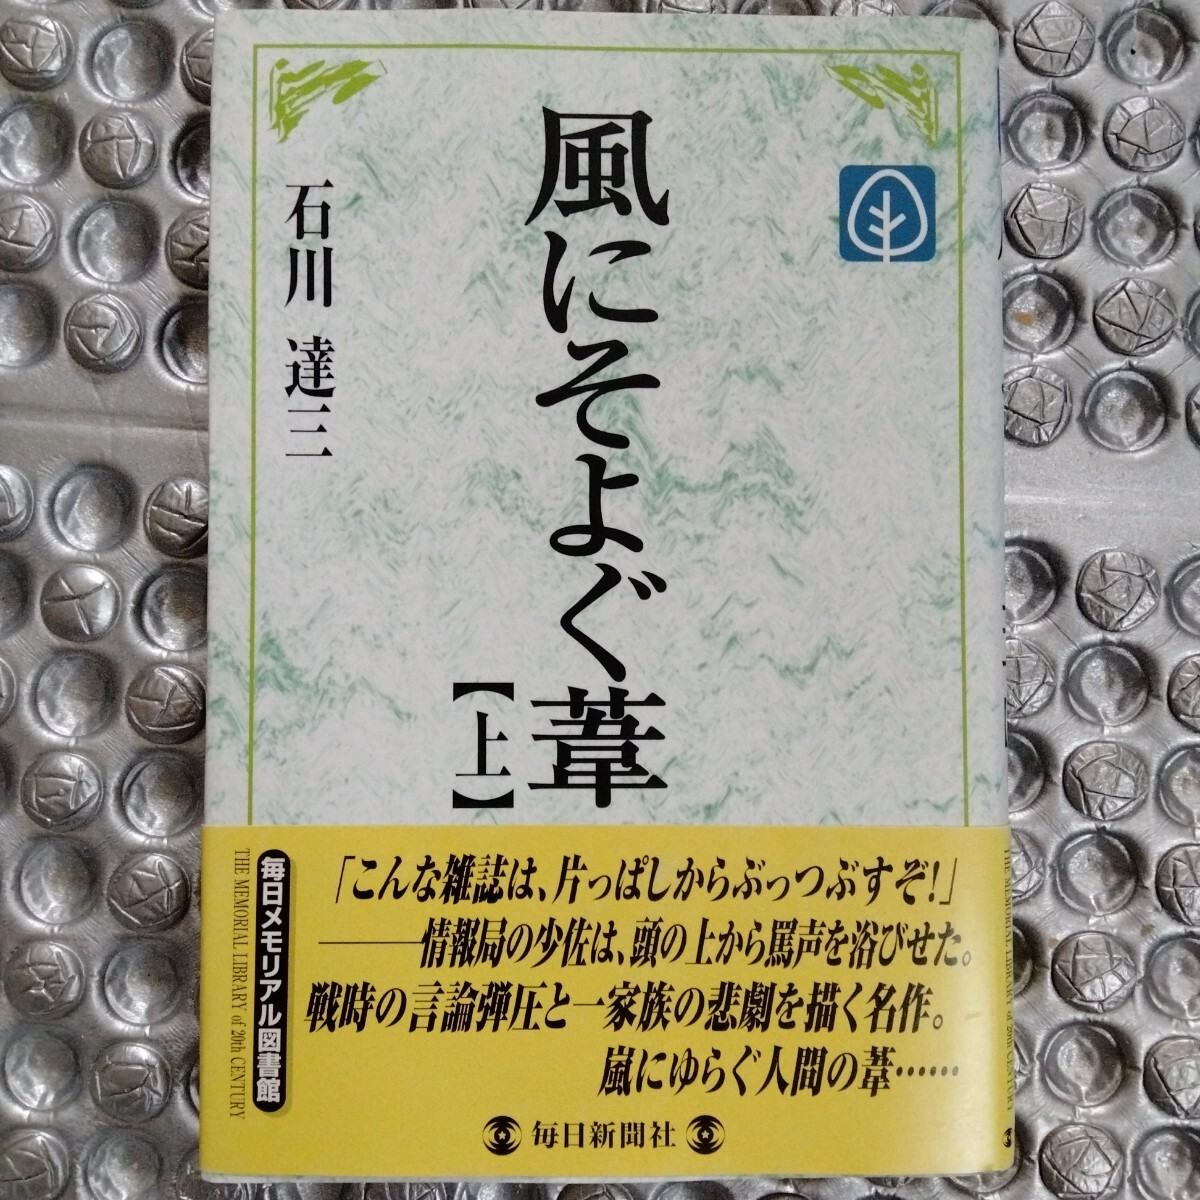 風にそよぐ葦
【上】
石川 達三
「こんな雑誌は、片っぱしからぶっつぶすぞ!」
───情報局の少佐は、頭の上から罵声を浴びせた。
戦時の言論弾圧と一家族の悲劇を描く名作。
嵐にゆらぐ人間の葦……
毎日メモリアル図書館
THE MEMORIAL LIBRARY of 20th CENTURY
毎日新聞社
THE MEMORIAL LIBRARY of 20th CENTURY